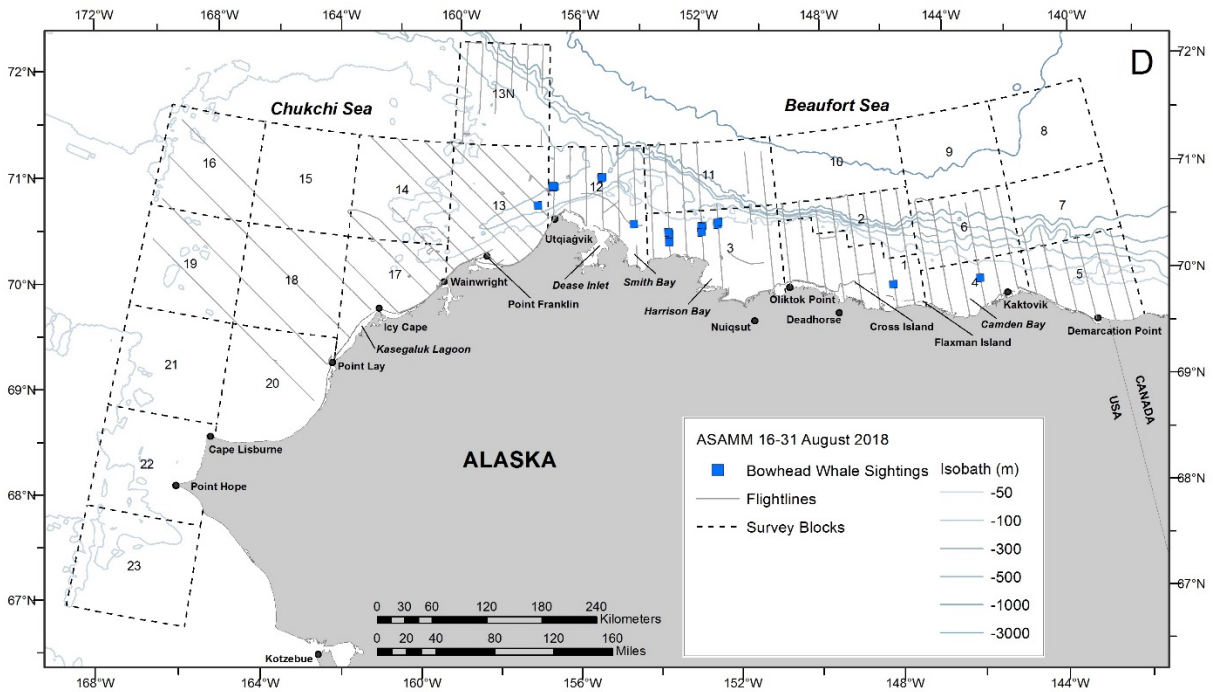 172°W 168°W 164°W 160°W 156°W 152°W 148°W 144°W 140°W
D
72°N 72°N
13N
Chukchi Sea
Beaufort Sea
8
9
16
15
10
71°N 71°N
14
12
11
7
13
2
6
Utqiaġvik
3
19
18
17
1
4
5
70°N 70°N
Wainwright
Dease Inlet
Smith Bay
Point Franklin
Harrison Bay
Oliktok Point
Kaktovik
Icy Cape
Nuiqsut
Deadhorse
Cross Island
Camden Bay
Demarcation Point
Flaxman Island
Kasegaluk Lagoon
21
Point Lay
20
69°N 69°N
CANADA
USA
Cape Lisburne
22
ALASKA
Point Hope
68°N 68°N
23
67°N 67°N
Kotzebue
ASAMM 16-31 August 2018
Bowhead Whale Sightings
Flightlines
Survey Blocks
Isobath (m)
-50
-100
-300
-500
-1000
-3000
0 30 60 120 180 240
Kilometers
0 20 40 80 120 160
Miles
168°W 164°W 160°W 156°W 152°W 148°W 144°W